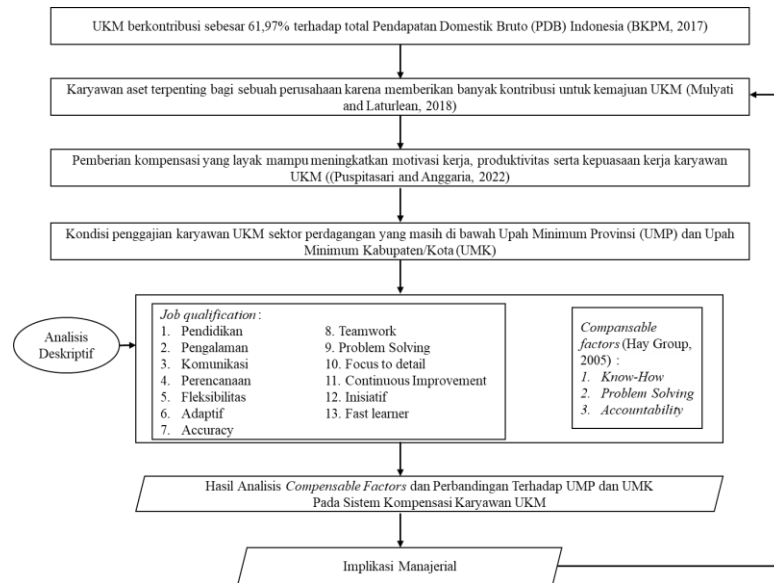 UKM berkontribusi sebesar 61,97% terhadap total Pendapatan Domestik Bruto (PDB) Indonesia (BKPM, 2017)
Karyawan aset terpenting bagi sebuah perusahaan karena memberikan banyak kontribusi untuk kemajuan UKM (Mulyati
and Laturlean, 2018)
Pemberian kompensasi yang layak mampu meningkatkan motivasi kerja, produktivitas serta kepuasaan kerja karyawan
UKM ((Puspitasari and Anggaria, 2022)
Kondisi penggajian karyawan UKM sektor perdagangan yang masih di bawah Upah Minimum Provinsi (UMP) dan Upah
Minimum Kabupaten/Kota (UMK)
Analisis
Deskriptif
Job qualification :
1. Pendidikan
2. Pengalaman
3. Komunikasi
4. Perencanaan
5. Fleksibilitas
6. Adaptif
7. Accuracy
8. Teamwork
9. Problem Solving
10. Focus to detail
11. Continuous Improvement
12. Inisiatif
13. Fast learner
Compansable
factors (Hay Group,
2005) :
1. Know-How
2. Problem Solving
3. Accountability
Hasil Analisis Compensable Factors dan Perbandingan Terhadap UMP dan UMK
Pada Sistem Kompensasi Karyawan UKM
Implikasi Manajerial